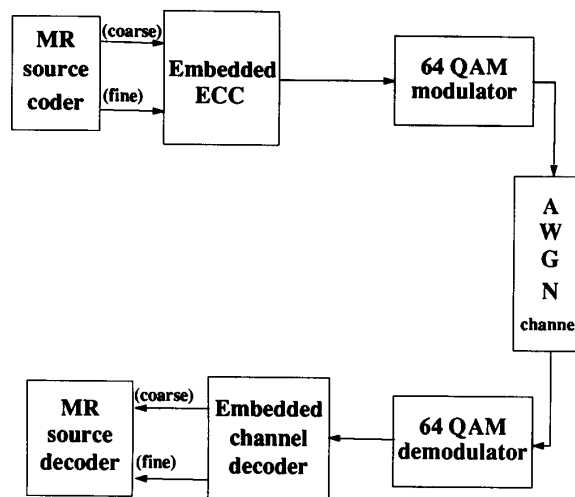 MR
source
coder
(coarse)
(fine)
Embedded
ECC
64 QAM
modulator
A
W
G
N
channel
MR
source
decoder
(coarse)
(fine)
Embedded
channel
decoder
64 QAM
demodulator